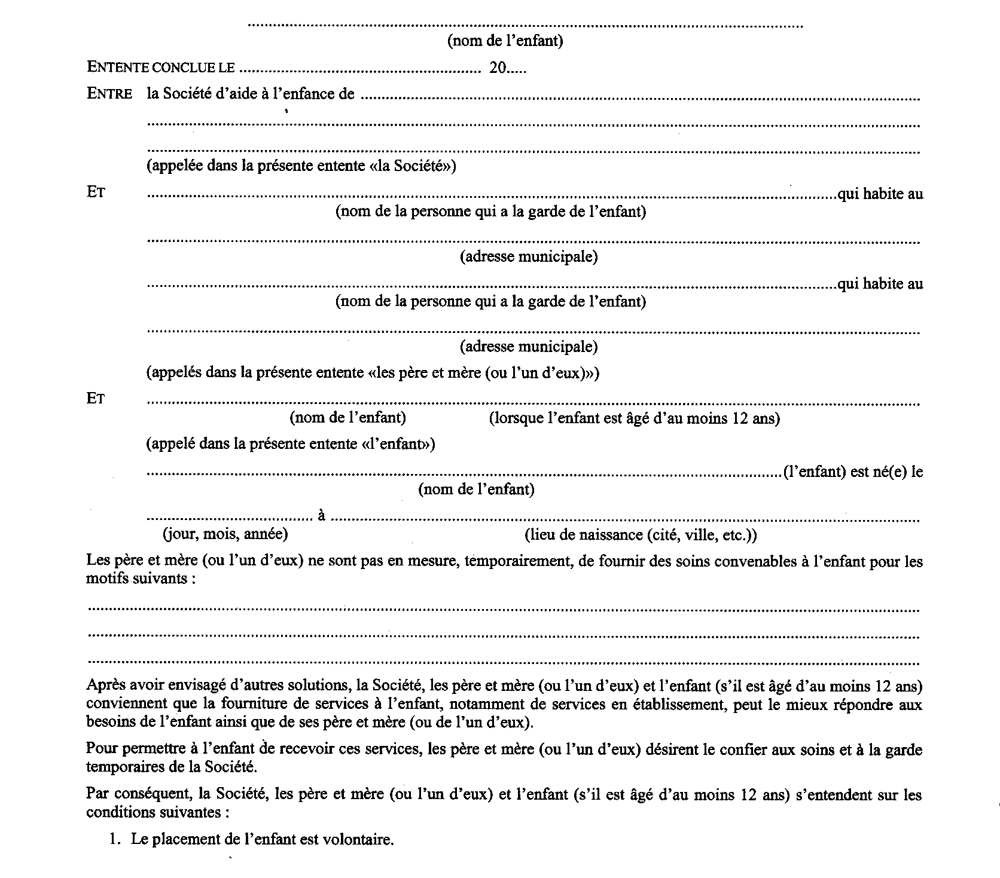 (nom de l'enfant)
ENTENTE CONCLUE LE ........................................................... 20.....
ENTRE la Société d'aide à l'enfance de ...........................................................
...........................................................
...........................................................
(appelée dans la présente entente «la Société»)
ET ...........................................................qui habite au
(nom de la personne qui a la garde de l'enfant)
...........................................................
(adresse municipale)
...........................................................qui habite au
(nom de la personne qui a la garde de l'enfant)
...........................................................
(adresse municipale)
(appelés dans la présente entente «les père et mère (ou l'un d'eux)»)
ET ...........................................................
(nom de l'enfant) (lorsque l'enfant est âgé d'au moins 12 ans)
(appelé dans la présente entente «l'enfant»)
...........................................................(l'enfant) est né(e) le
(nom de l'enfant)
........................................ à ...........................................................
(jour, mois, année) (lieu de naissance (cité, ville, etc.))
Les père et mère (ou l'un d'eux) ne sont pas en mesure, temporairement, de fournir des soins convenables à l'enfant pour les
motifs suivants :
...........................................................
...........................................................
...........................................................
Après avoir envisagé d'autres solutions, la Société, les père et mère (ou l'un d'eux) et l'enfant (s'il est âgé d'au moins 12 ans)
conviennent que la fourniture de services à l'enfant, notamment de services en établissement, peut le mieux répondre aux
besoins de l'enfant ainsi que de ses père et mère (ou de l'un d'eux).
Pour permettre à l'enfant de recevoir ces services, les père et mère (ou l'un d'eux) désirent le confier aux soins et à la garde
temporaires de la Société.
Par conséquent, la Société, les père et mère (ou l'un d'eux) et l'enfant (s'il est âgé d'au moins 12 ans) s'entendent sur les
conditions suivantes :
1. Le placement de l'enfant est volontaire.